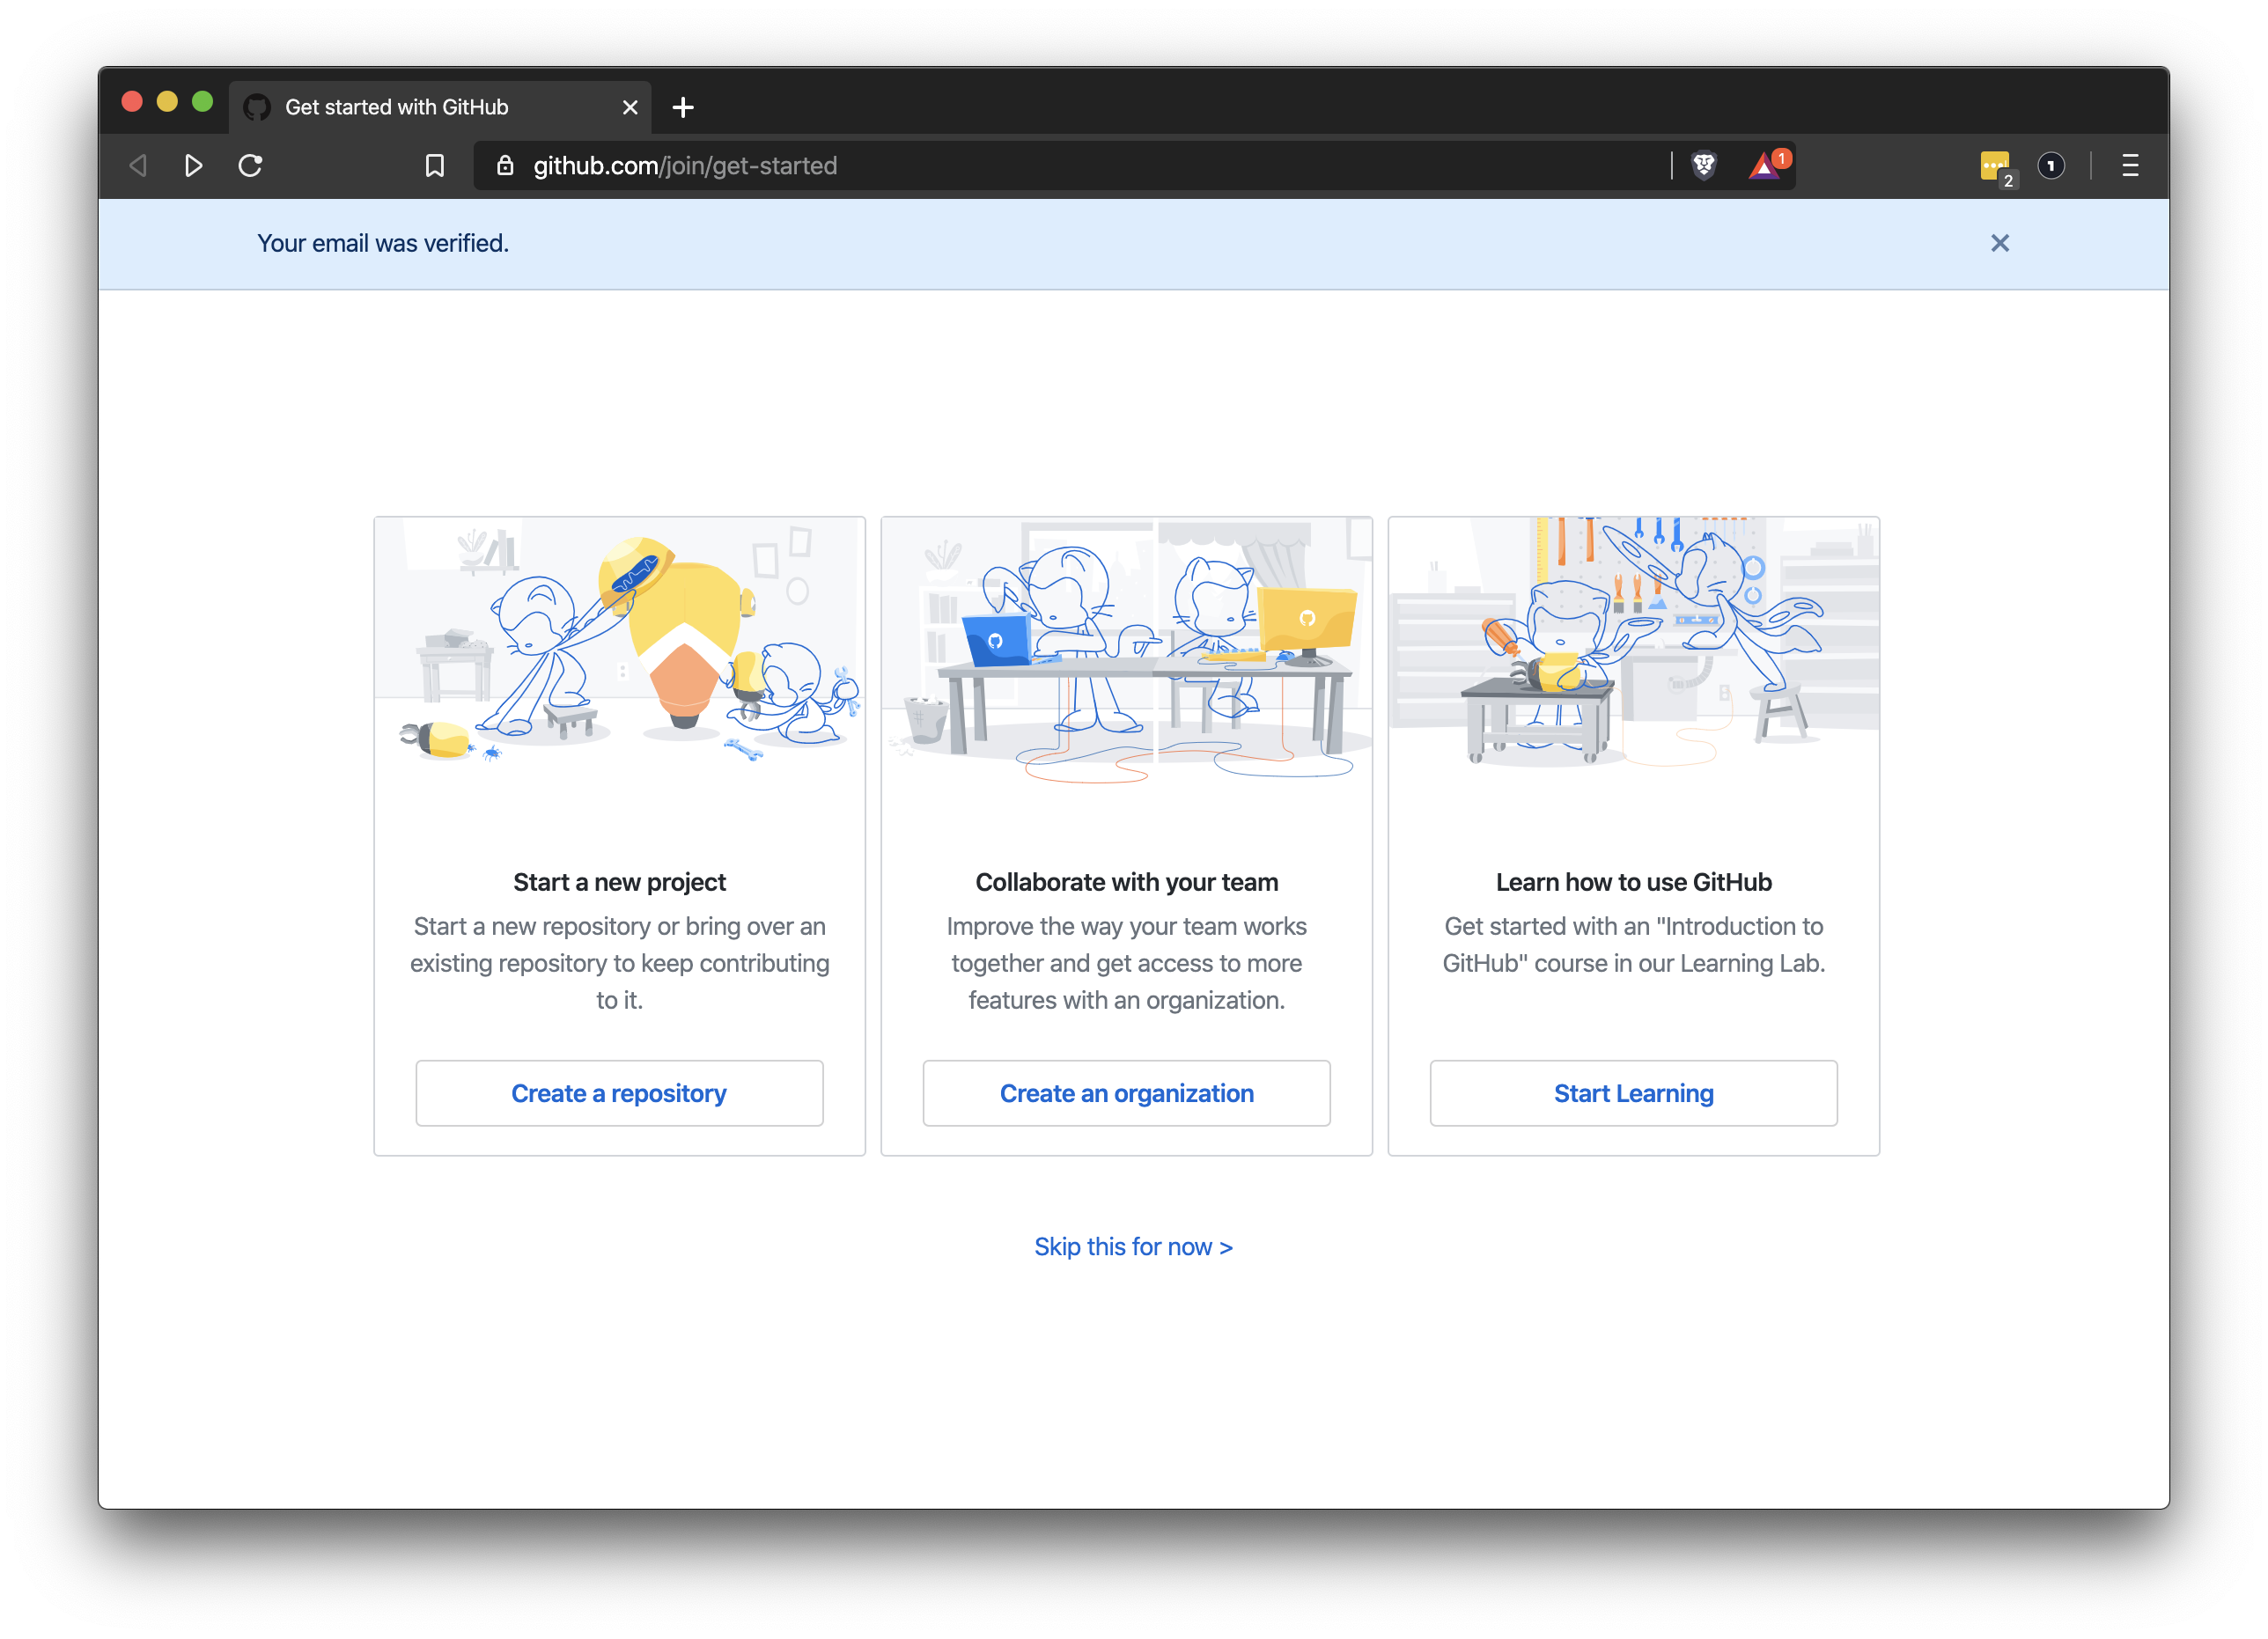 Get started with GitHub
github.com/join/get-started
1
2
1
Your email was verified.
Start a new project
Start a new repository or bring over an
existing repository to keep contributing
to it.
Create a repository
Collaborate with your team
Improve the way your team works
together and get access to more
features with an organization.
Create an organization
Learn how to use GitHub
Get started with an "Introduction to
GitHub" course in our Learning Lab.
Start Learning
Skip this for now >